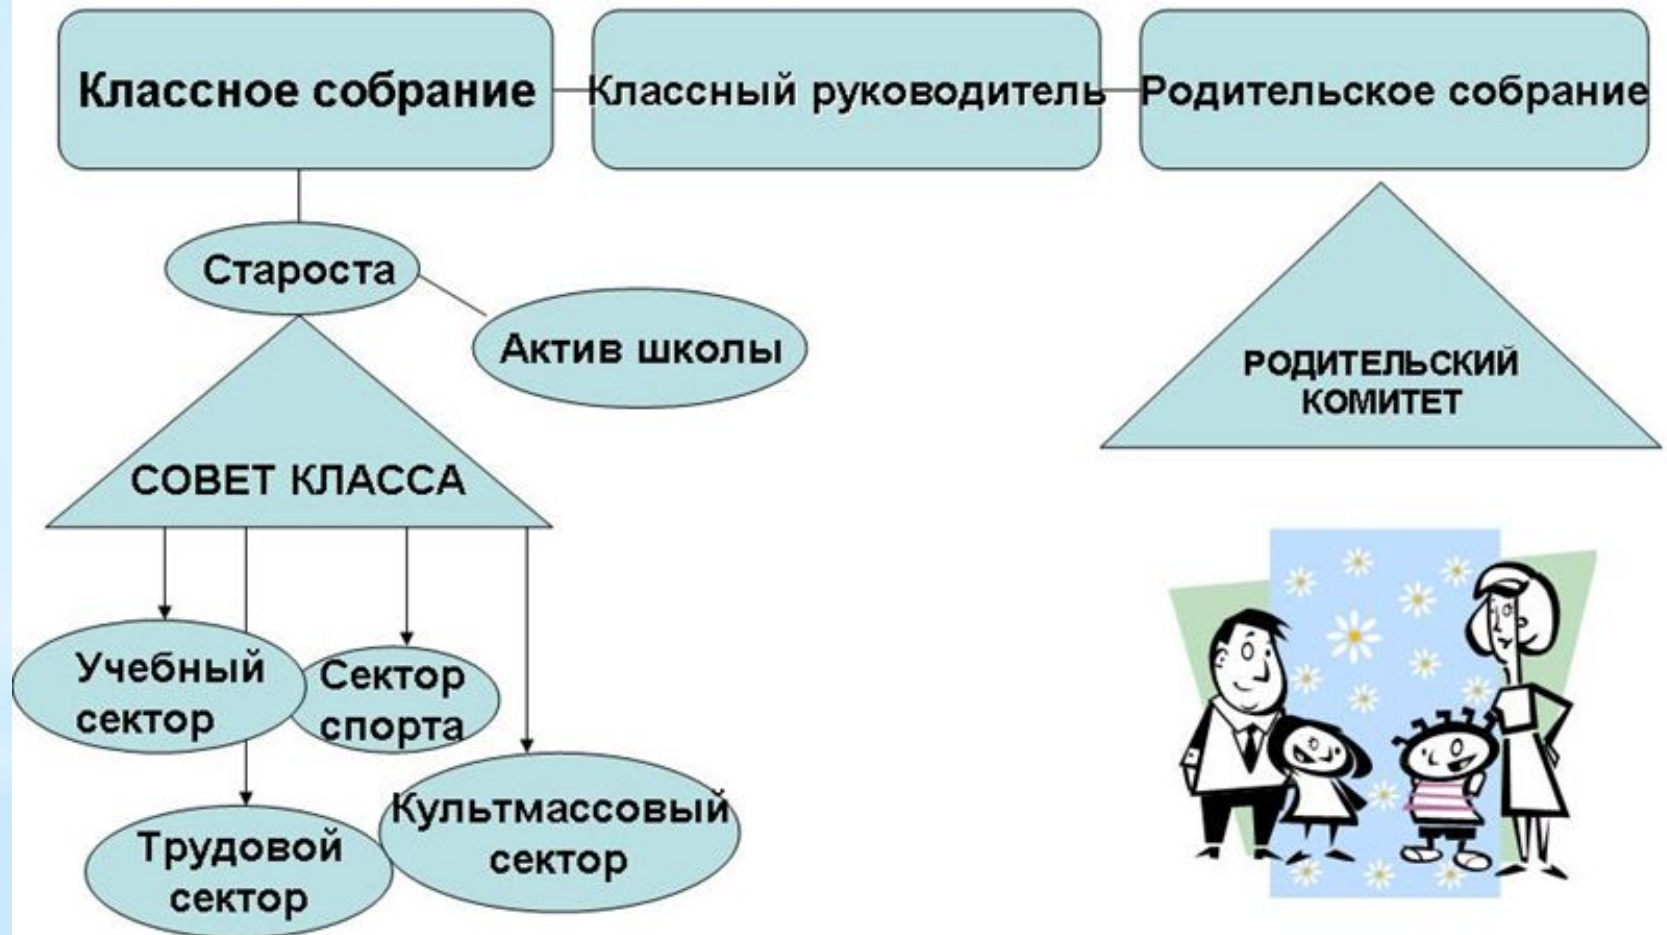 Классное собрание
Классный руководитель
Родительское собрание
Староста
Актив школы
РОДИТЕЛЬСКИЙ
КОМИТЕТ
СОВЕТ КЛАССА
Учебный
сектор
Сектор
спорта
Культмассовый
сектор
Трудовой
сектор